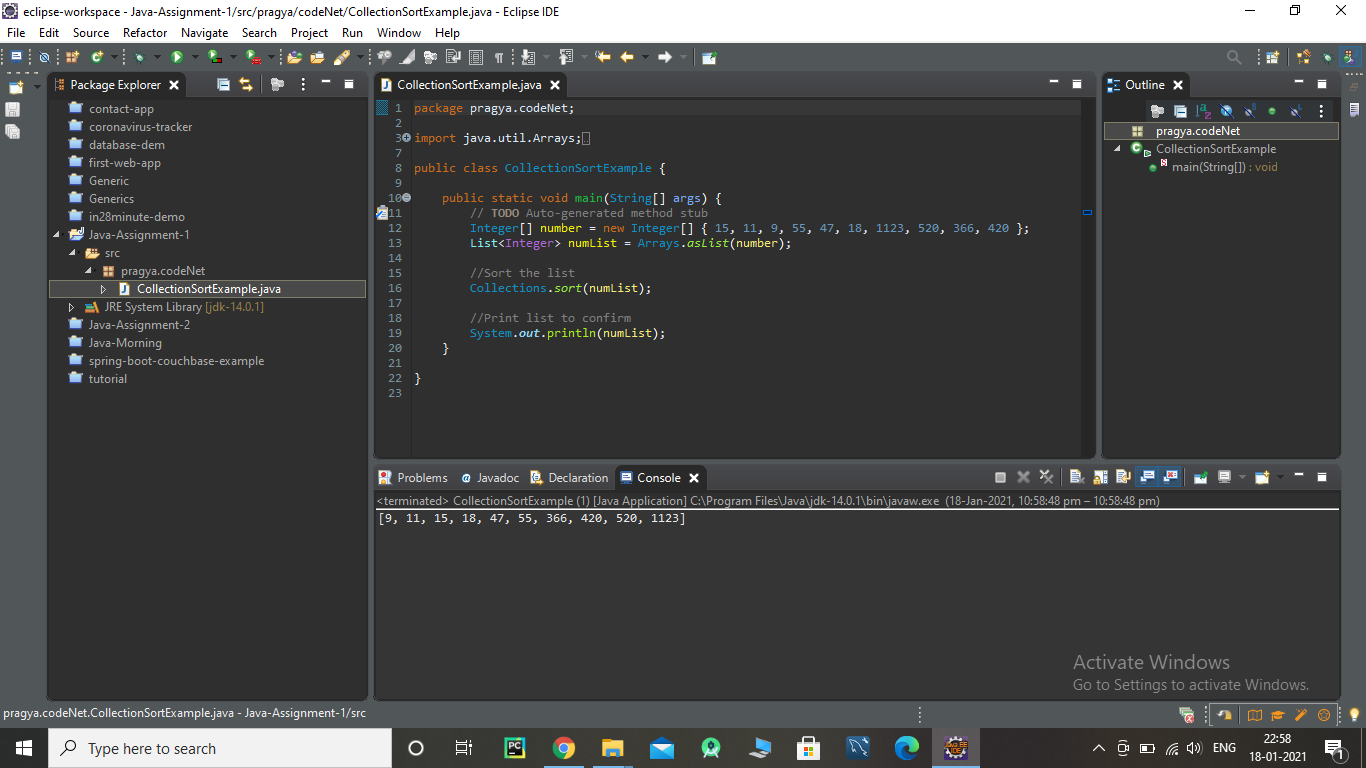 eclipse-workspace - Java-Assignment-1/src/pragya/codeNet/CollectionSortExample.java - Eclipse IDE
File Edit Source Refactor Navigate Search Project Run Window Help
Package Explorer
contact-app
coronavirus-tracker
database-dem
first-web-app
Generic
Generics
in28minute-demo
Java-Assignment-1
src
pragya.codeNet
CollectionSortExample.java
JRE System Library [jdk-14.0.1]
Java-Assignment-2
Java-Morning
spring-boot-couchbase-example
tutorial
CollectionSortExample.java
1 package pragya.codeNet;
2
3 import java.util.Arrays;
7
8 public class CollectionSortExample {
9
10 public static void main(String[] args) {
11 // TODO Auto-generated method stub
12 Integer[] number = new Integer[] { 15, 11, 9, 55, 47, 18, 1123, 520, 366, 420 };
13 List<Integer> numList = Arrays.asList(number);
14
15 //Sort the list
16 Collections.sort(numList);
17
18 //Print list to confirm
19 System.out.println(numList);
20 }
21
22 }
23
Outline
pragya.codeNet
CollectionSortExample
main(String[]) : void
Problems Javadoc Declaration Console
<terminated> CollectionSortExample (1) [Java Application] C:\Program Files\Java\jdk-14.0.1\bin\javaw.exe (18-Jan-2021, 10:58:48 pm – 10:58:48 pm)
[9, 11, 15, 18, 47, 55, 366, 420, 520, 1123]
Activate Windows
Go to Settings to activate Windows.
pragya.codeNet.CollectionSortExample.java - Java-Assignment-1/src
Type here to search
PC
ENG
22:58
18-01-2021
1